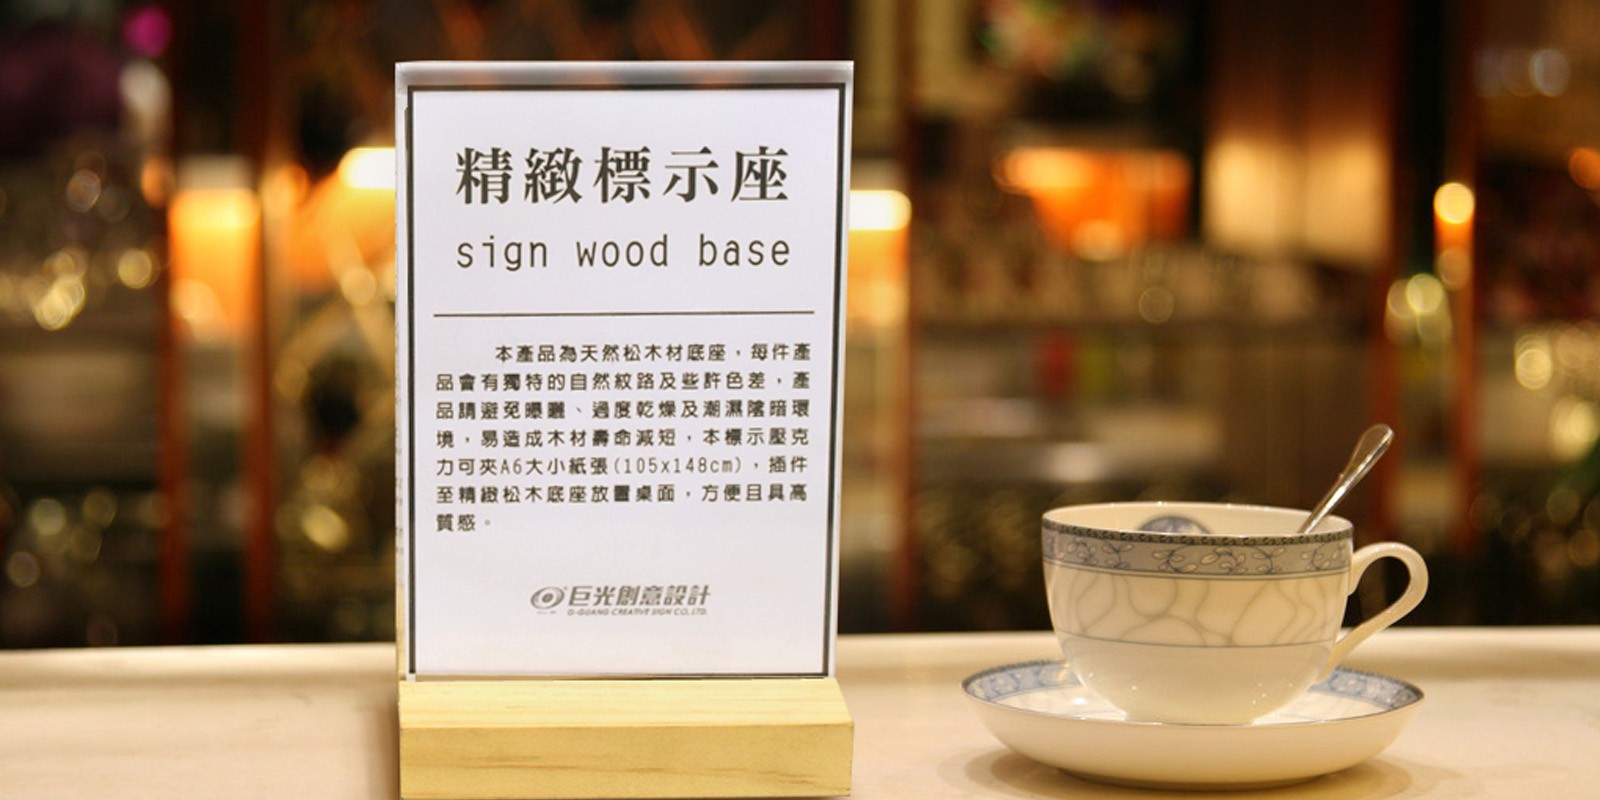 精緻標示座
sign wood base
本產品為天然松木材底座，每件產
品會有獨特的自然紋路及些許色差，產
品請避免曝曬、過度乾燥及潮濕陰暗環
境，易造成木材壽命減短，本標示壓克
力可夾A6大小紙張(105x148cm)，插件
至精緻松木底座放置桌面，方便且具高
質感。
巨光創意設計
G-GUANG CREATIVE SIGN CO., LTD.